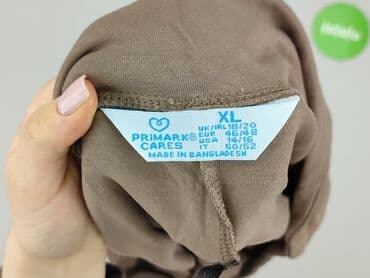 XL
PRIMARK®
CARES
UK/IRL 18/20
EUR 46/48
USA 14/16
IT 50/52
MADE IN BANGLADESH